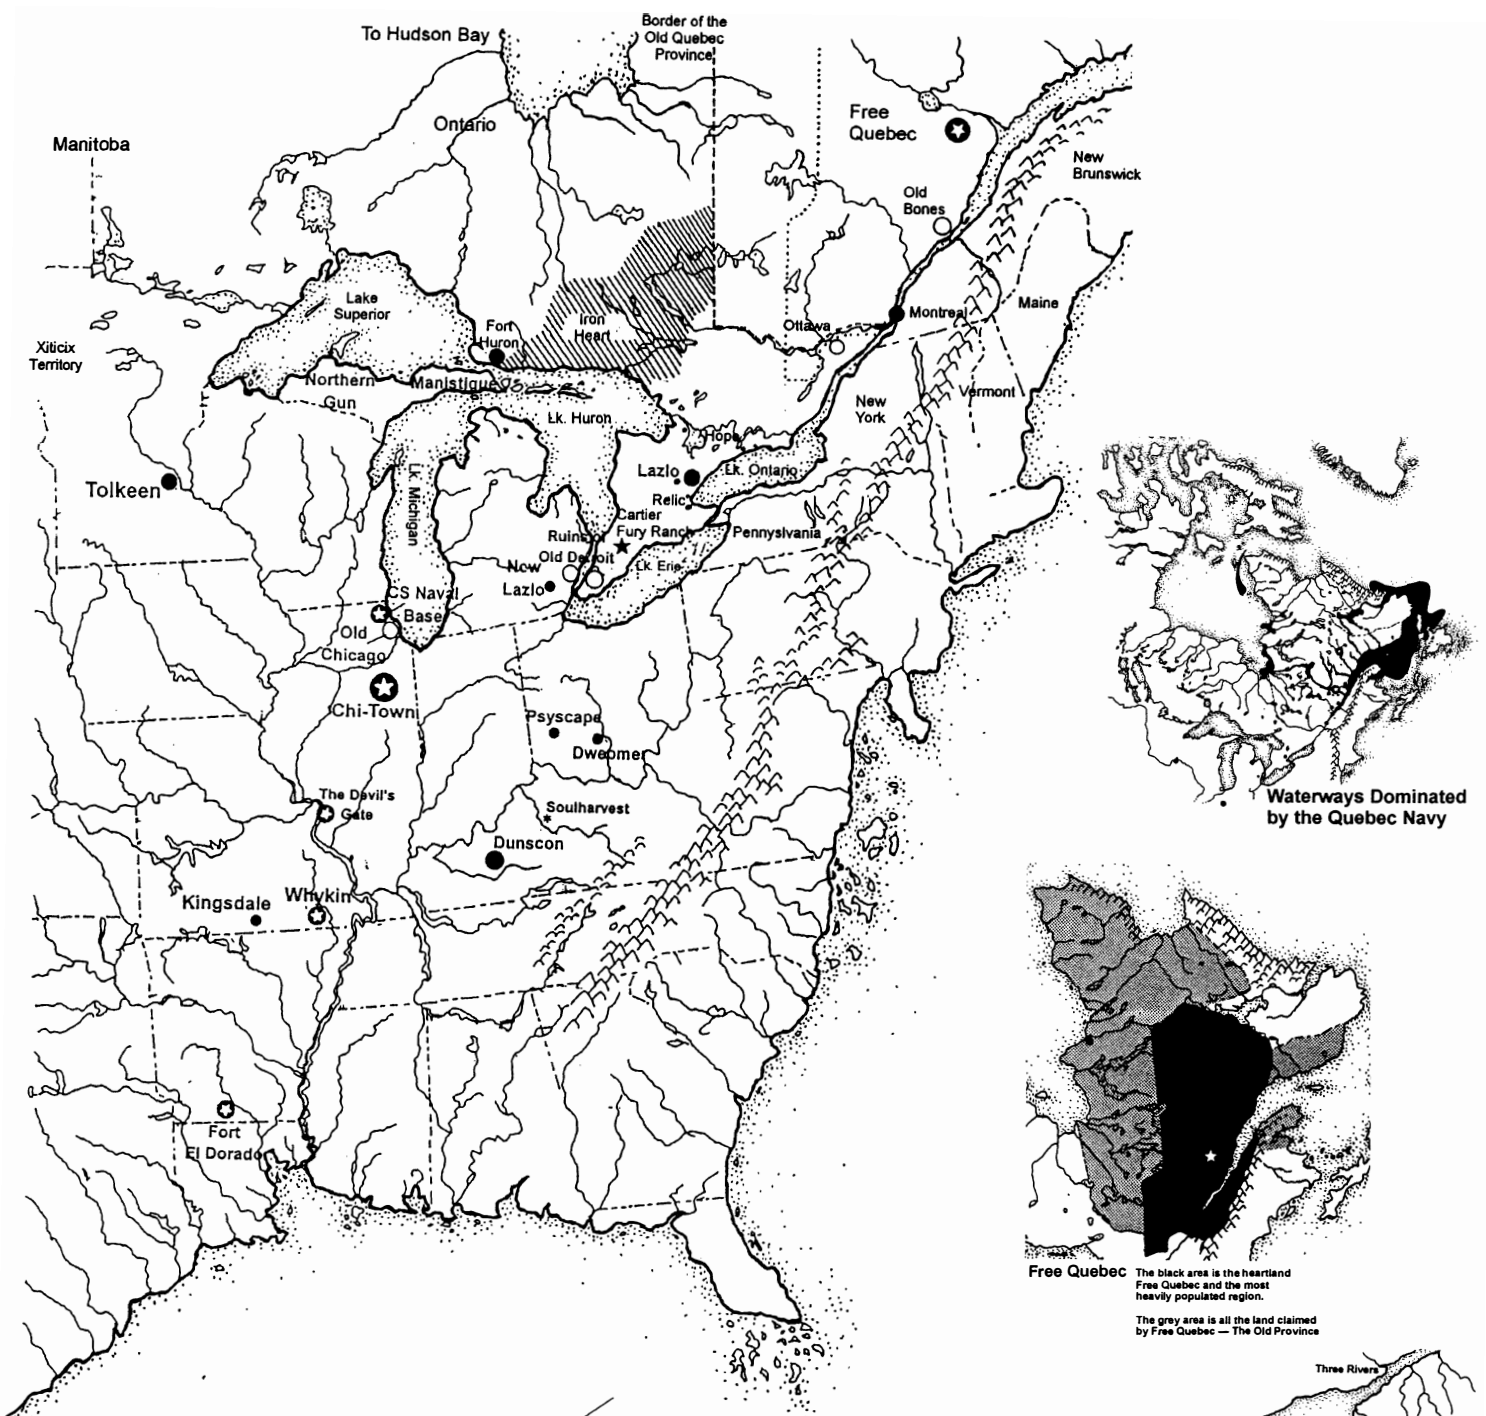 To Hudson Bay
Border of the
Old Quebec
Province
Ontario
Manitoba
Free
Quebec
New
Brunswick
Old
Bones
Lake
Superior
Fort
Huron
Iron
Heart
Ottawa
Montreal
Maine
Xiticix
Territory
Northern
Gun
Manistique
Lk. Huron
New
York
Vermont
Hope
Tolkeen
Lk. Michigan
Lazlo
Lk. Ontario
Relic
Cartier
Fury Ranch
Pennyslvania
Ruins of
Old Detroit
Lk. Erie
New
Lazlo
CS Naval
Base
Old
Chicago
Chi-Town
Psyscape
Dweomer
The Devil's
Gate
Soulharvest
Dunscon
Kingsdale
Whykin
Fort
El Dorado
Waterways Dominated
by the Quebec Navy
Free Quebec
The black area is the heartland
Free Quebec and the most
heavily populated region.
The grey area is all the land claimed
by Free Quebec — The Old Province
Three Rivers